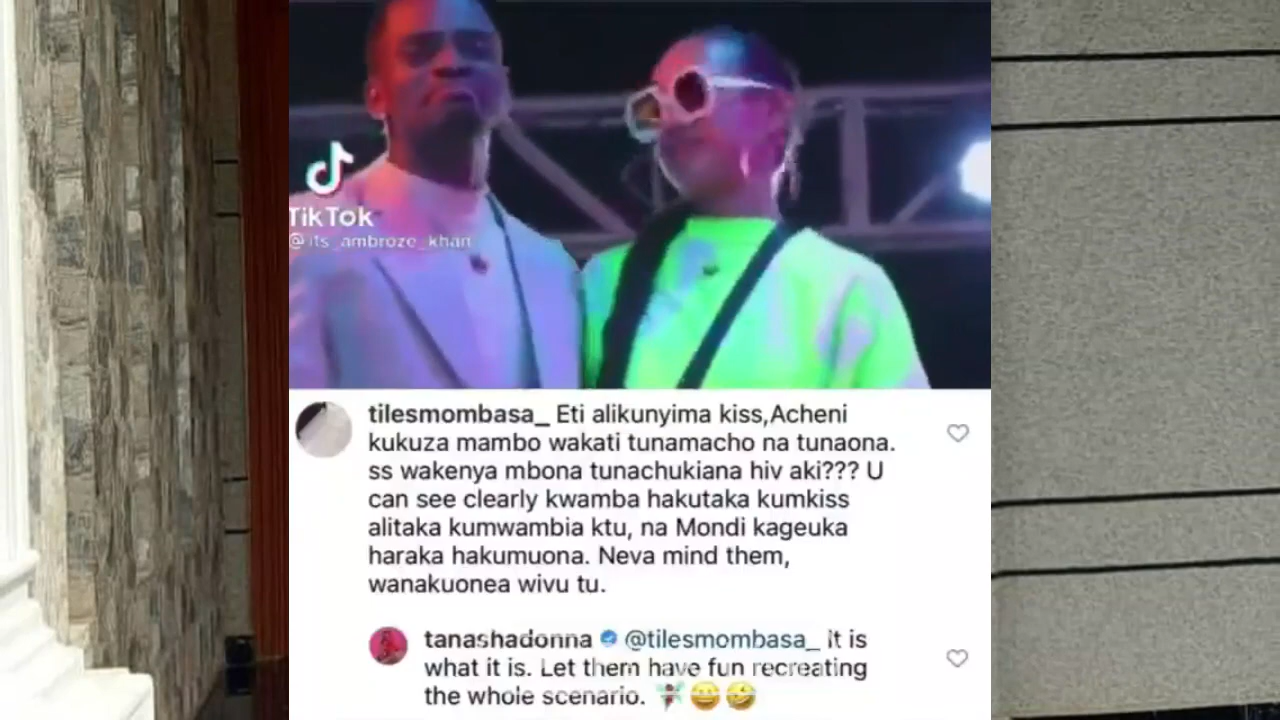 TikTok
@its_ambroze_khan
tilesmombasa_ Eti alikunyima kiss,Acheni
kukuza mambo wakati tunamacho na tunaona.
ss wakenya mbona tunachukiana hiv aki??? U
can see clearly kwamba hakutaka kumkiss
alitaka kumwambia ktu, na Mondi kageuka
haraka hakumuona. Neva mind them,
wanakuonea wivu tu.
tanashadonna @tilesmombasa_ It is
what it is. Let them have fun recreating
the whole scenario. 🧚😄🤣